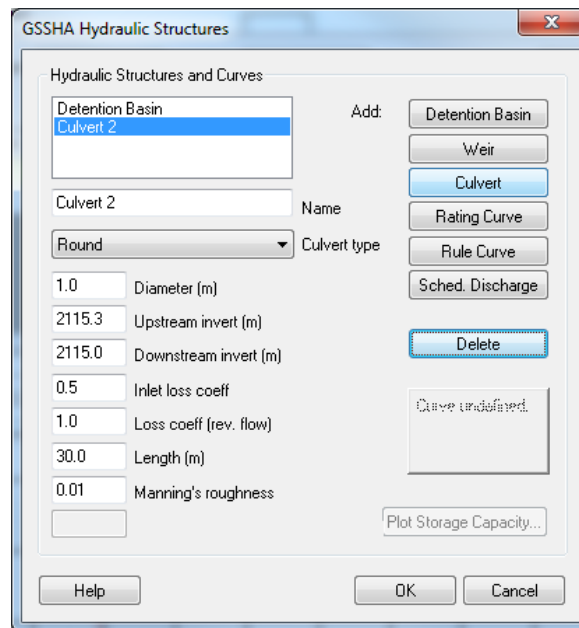 GSSHA Hydraulic Structures
Hydraulic Structures and Curves
Detention Basin
Culvert 2
Add:
Detention Basin
Weir
Culvert
Rating Curve
Rule Curve
Sched. Discharge
Culvert 2
Name
Round
Culvert type
1.0
Diameter (m)
2115.3
Upstream invert (m)
2115.0
Downstream invert (m)
0.5
Inlet loss coeff
1.0
Loss coeff (rev. flow)
30.0
Length (m)
0.01
Manning's roughness
Delete
Curve undefined.
Plot Storage Capacity...
Help
OK
Cancel